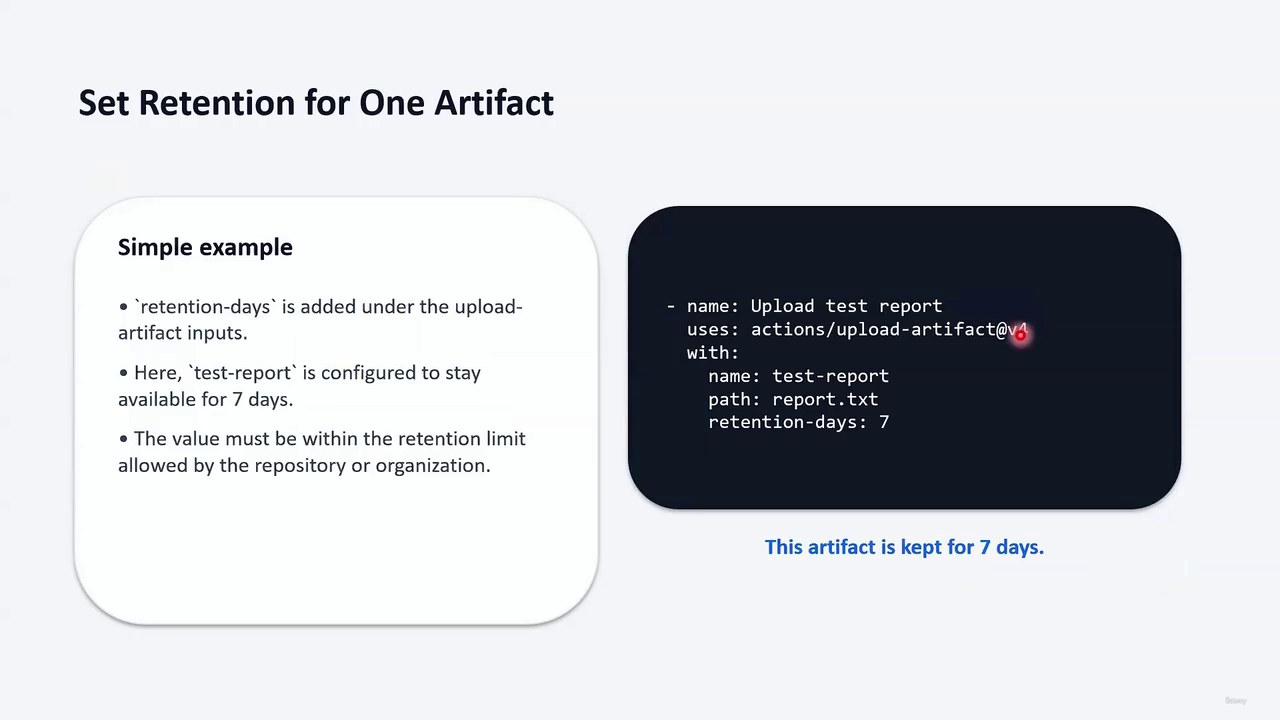 Set Retention for One Artifact
Simple example
• `retention-days` is added under the upload-
artifact inputs.
• Here, `test-report` is configured to stay
available for 7 days.
• The value must be within the retention limit
allowed by the repository or organization.
- name: Upload test report
uses: actions/upload-artifact@v4
with:
name: test-report
path: report.txt
retention-days: 7
This artifact is kept for 7 days.